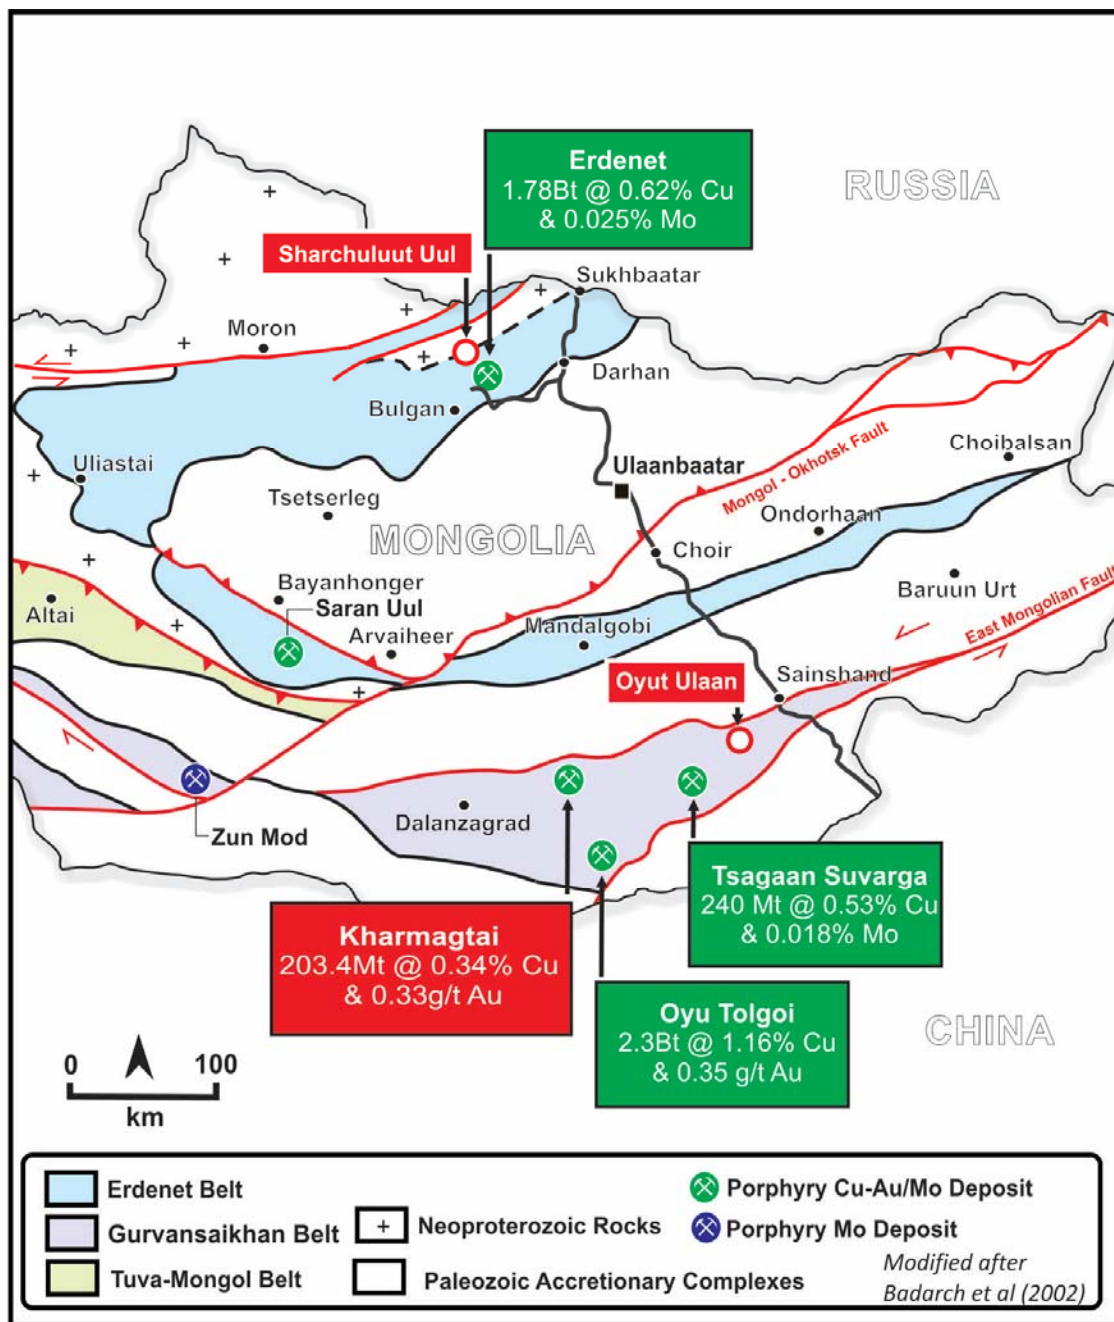 Erdenet
1.78Bt @ 0.62% Cu
& 0.025% Mo
RUSSIA
Sharchuluut Uul
Sukhbaatar
Moron
Darhan
Bulgan
Choibalsan
Mongol - Okhotsk Fault
Uliastai
Ulaanbaatar
Tsetserleg
Ondorhaan
MONGOLIA
Choir
Bayanhonger
Baruun Urt
Altai
Saran Uul
Arvaiheer
Mandalgobi
East Mongolian Fault
Oyut Ulaan
Sainshand
Dalanzagrad
Zun Mod
Tsagaan Suvarga
240 Mt @ 0.53% Cu
& 0.018% Mo
Kharmagtai
203.4Mt @ 0.34% Cu
& 0.33g/t Au
Oyu Tolgoi
2.3Bt @ 1.16% Cu
& 0.35 g/t Au
CHINA
0 100
km
Erdenet Belt
Gurvansaikhan Belt
Tuva-Mongol Belt
+ Neoproterozoic Rocks
Paleozoic Accretionary Complexes
Porphyry Cu-Au/Mo Deposit
Porphyry Mo Deposit
Modified after
Badarch et al (2002)